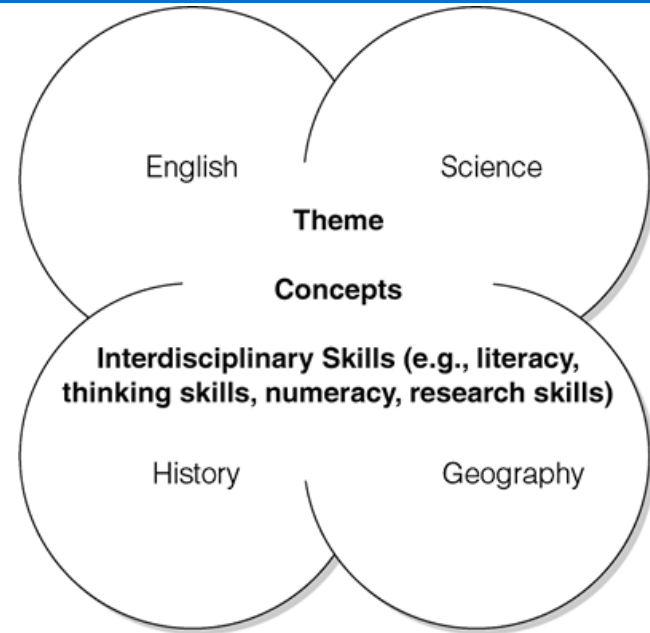 English
Science
Theme
Concepts
Interdisciplinary Skills (e.g., literacy,
thinking skills, numeracy, research skills)
History
Geography